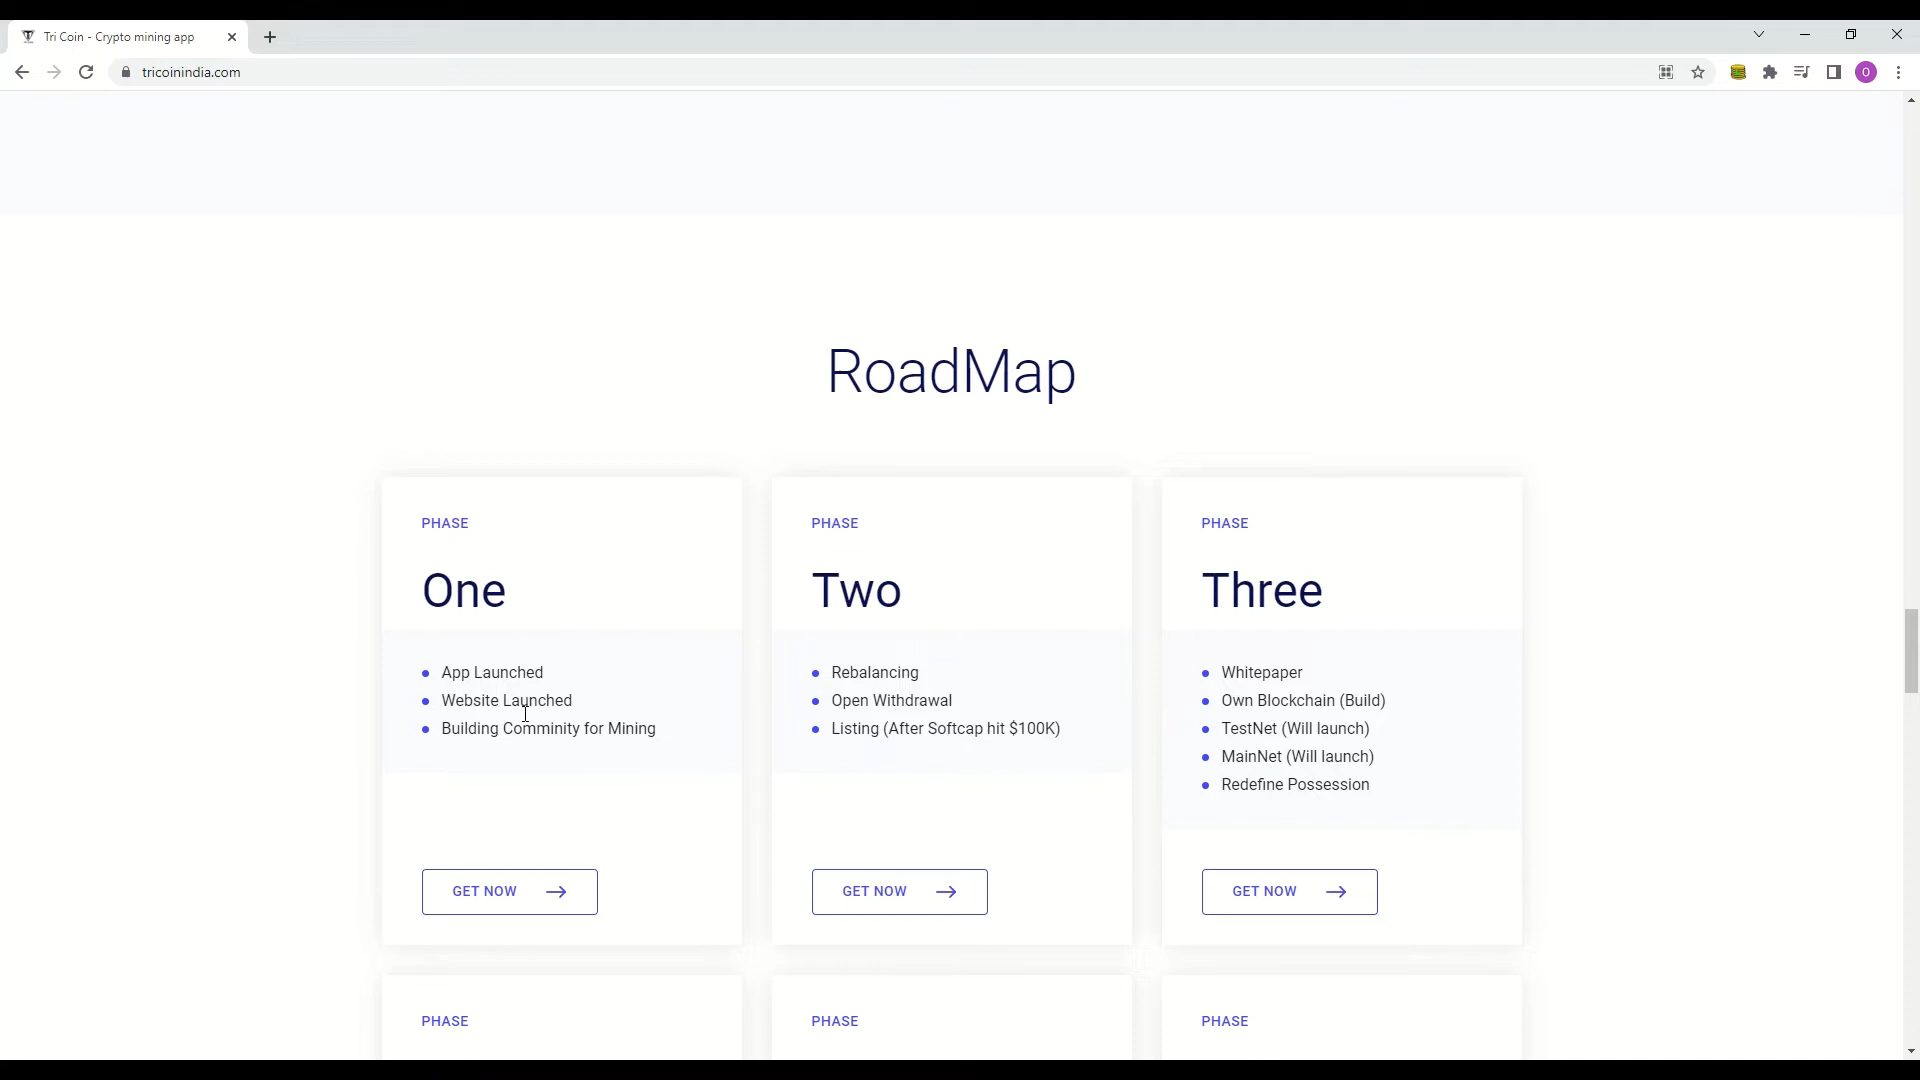 Tri Coin - Crypto mining app
tricoinindia.com
O
RoadMap
PHASE
One
App Launched
Website Launched
Building Comminity for Mining
GET NOW
PHASE
Two
Rebalancing
Open Withdrawal
Listing (After Softcap hit $100K)
GET NOW
PHASE
Three
Whitepaper
Own Blockchain (Build)
TestNet (Will launch)
MainNet (Will launch)
Redefine Possession
GET NOW
PHASE
PHASE
PHASE